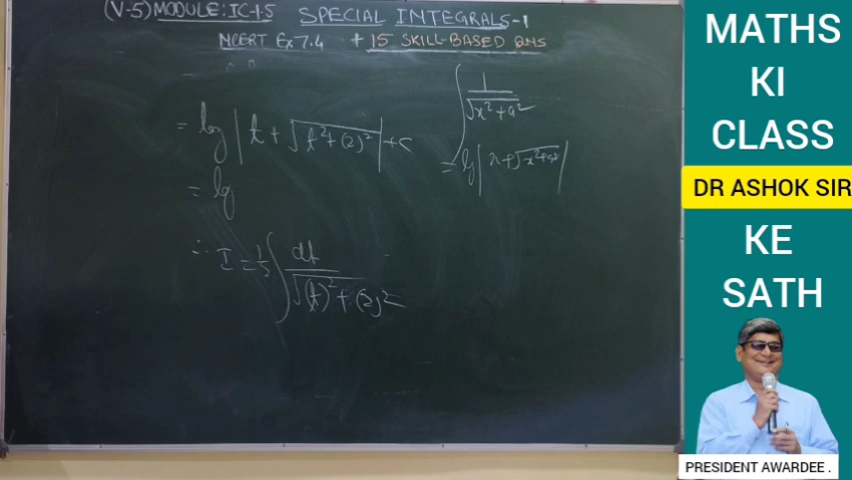 (V-5) MODULE: IC-1.5 SPECIAL INTEGRALS-1
NCERT Ex 7.4 + 15 SKILL-BASED QNS
= log | t + √(t² + (2)²) | + c
= log
∴ I = 1/5 ∫ dt / √((t)² + (2)²)
∫ 1 / √(x² + a²)
= log | x + √(x² + a²) |
MATHS
KI
CLASS
DR ASHOK SIR
KE
SATH
PRESIDENT AWARDEE .